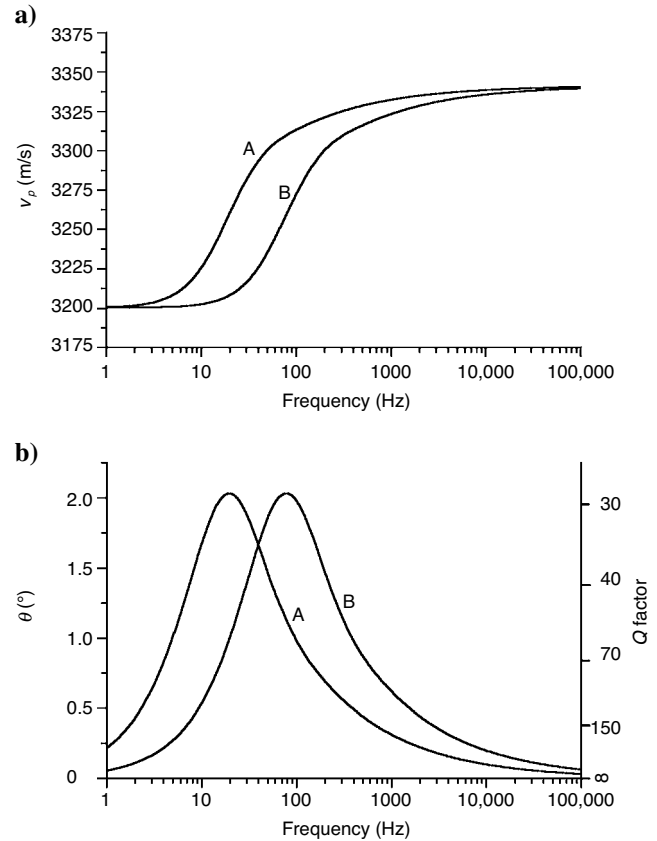 a)
3375
3350
3325
3300
3275
3250
3225
3200
3175
v_p (m/s)
A
B
1
10
100
1000
10,000
100,000
Frequency (Hz)
b)
2.0
1.5
1.0
0.5
0
θ (°)
A
B
30
40
70
150
∞
Q factor
1
10
100
1000
10,000
100,000
Frequency (Hz)